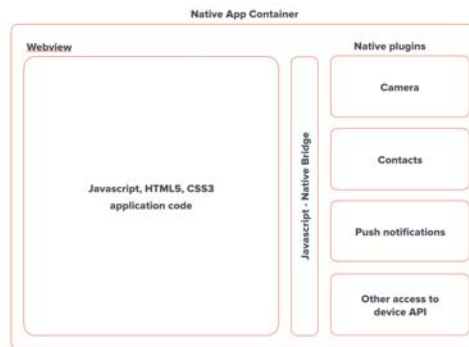 Native App Container
Webview
Javascript, HTML5, CSS3
application code
Javascript - Native Bridge
Native plugins
Camera
Contacts
Push notifications
Other access to
device API